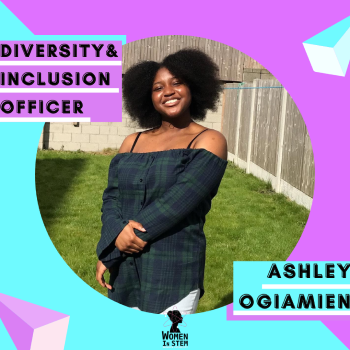 DIVERSITY&
INCLUSION
OFFICER
ASHLEY
OGIAMIEN
WOMEN
IN STEM